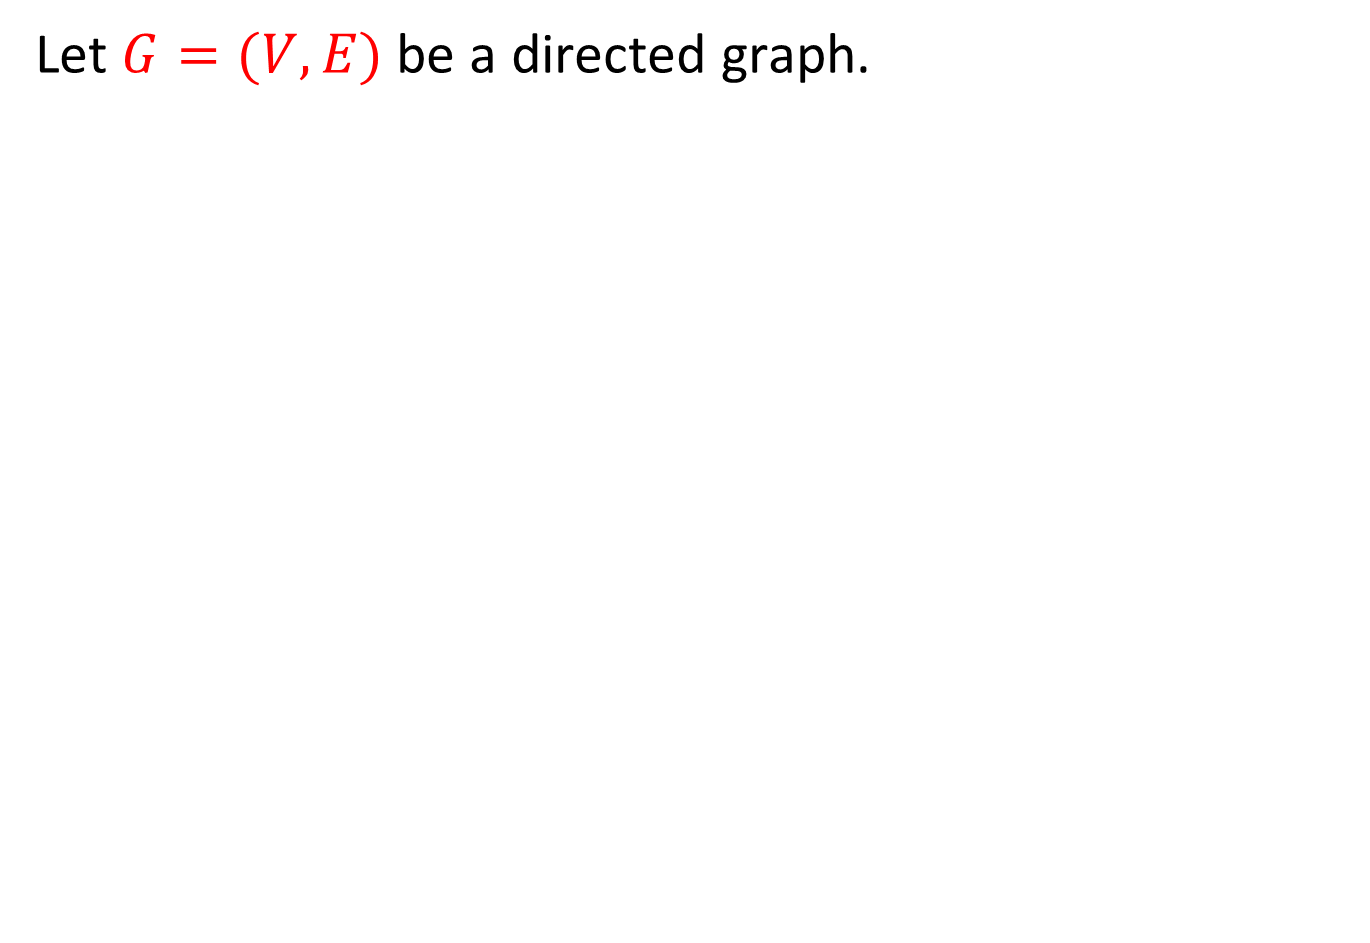 Let G = (V, E) be a directed graph.